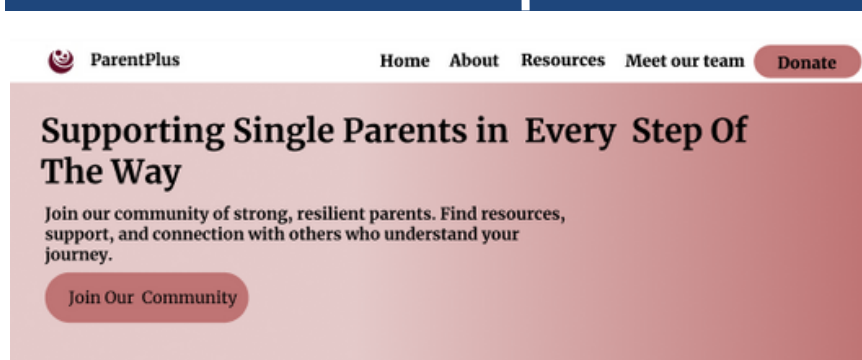 ParentPlus Home About Resources Meet our team Donate
Supporting Single Parents in Every Step Of
The Way
Join our community of strong, resilient parents. Find resources,
support, and connection with others who understand your
journey.
Join Our Community